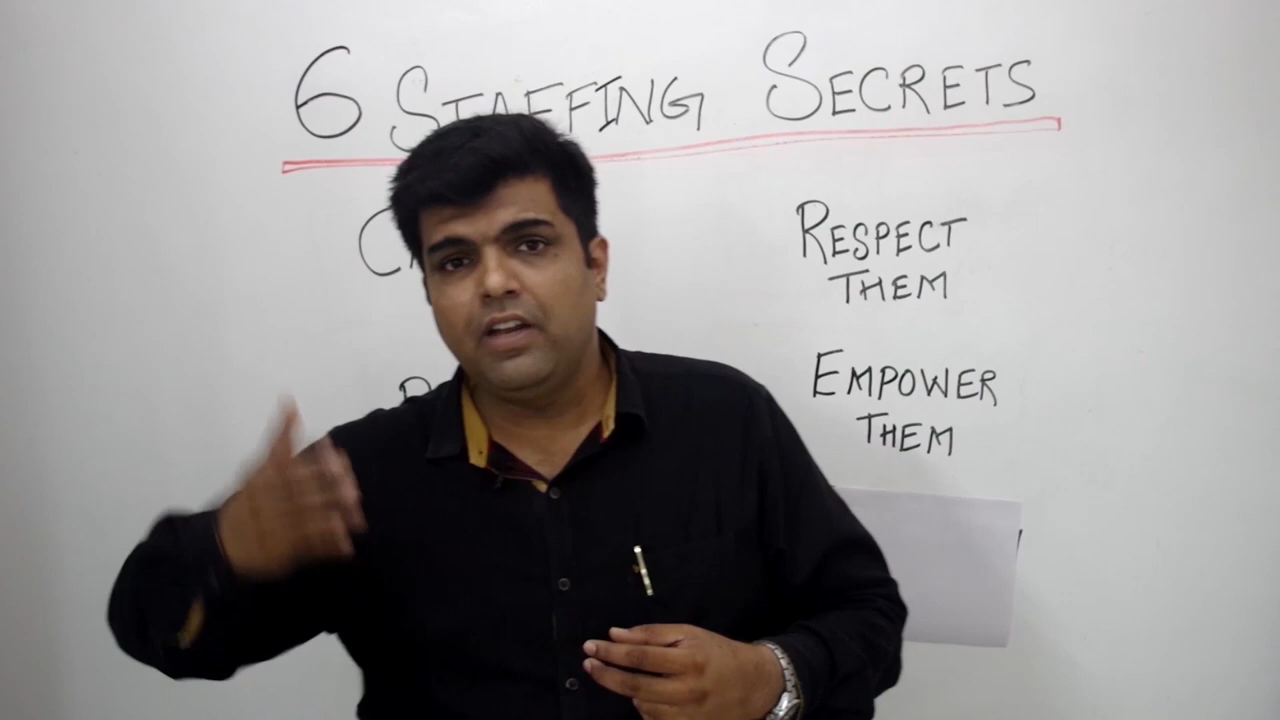 6 STAFFING SECRETS
RESPECT
THEM
EMPOWER
THEM